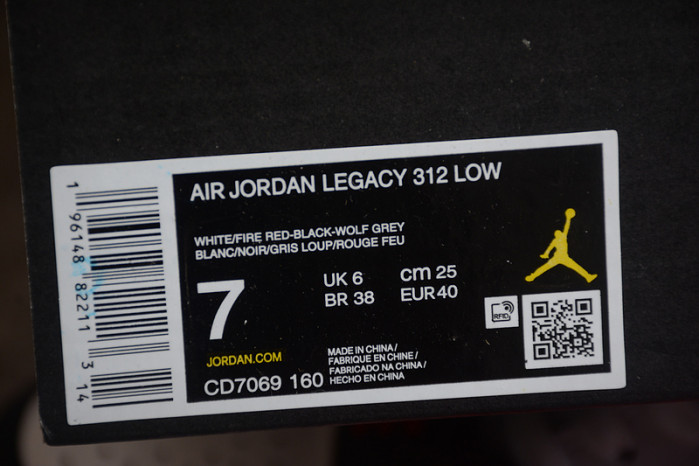 AIR JORDAN LEGACY 312 LOW
WHITE/FIRE RED-BLACK-WOLF GREY
BLANC/NOIR/GRIS LOUP/ROUGE FEU
7
UK 6 cm 25
BR 38 EUR 40
RFID
JORDAN.COM
CD7069 160
MADE IN CHINA /
FABRIQUE EN CHINE /
FABRICADO NA CHINA /
HECHO EN CHINA
1 96148 82211 3 14